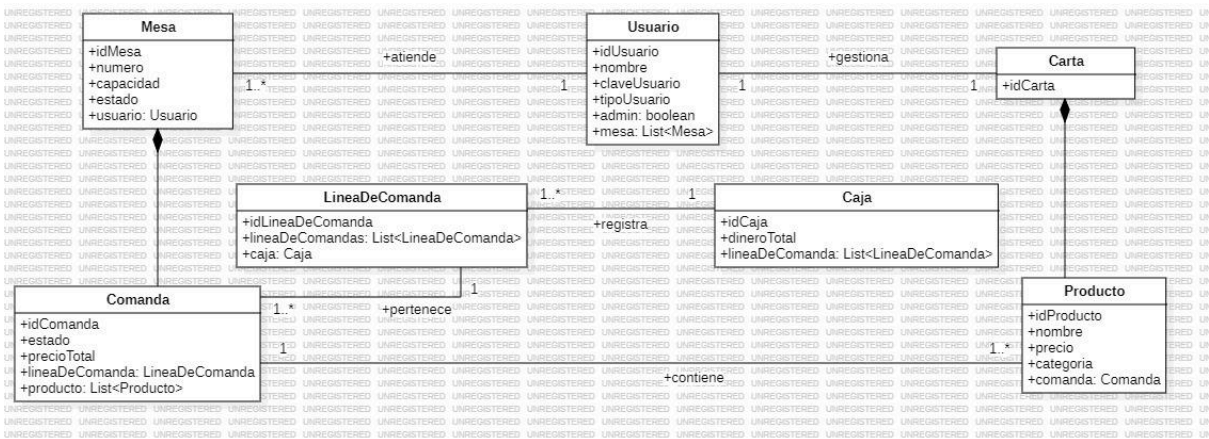 Mesa
+idMesa
+numero
+capacidad
+estado
+usuario: Usuario
1..*
+atiende
1
Usuario
+idUsuario
+nombre
+claveUsuario
+tipoUsuario
+admin: boolean
+mesa: List<Mesa>
1
+gestiona
1
Carta
+idCarta
LineaDeComanda
+idLineaDeComanda
+lineaDeComandas: List<LineaDeComanda>
+caja: Caja
1..*
+registra
1
Caja
+idCaja
+dineroTotal
+lineaDeComanda: List<LineaDeComanda>
Comanda
+idComanda
+estado
+precioTotal
+lineaDeComanda: LineaDeComanda
+producto: List<Producto>
1..*
+pertenece
1
1
+contiene
1..*
Producto
+idProducto
+nombre
+precio
+categoria
+comanda: Comanda
UNREGISTERED